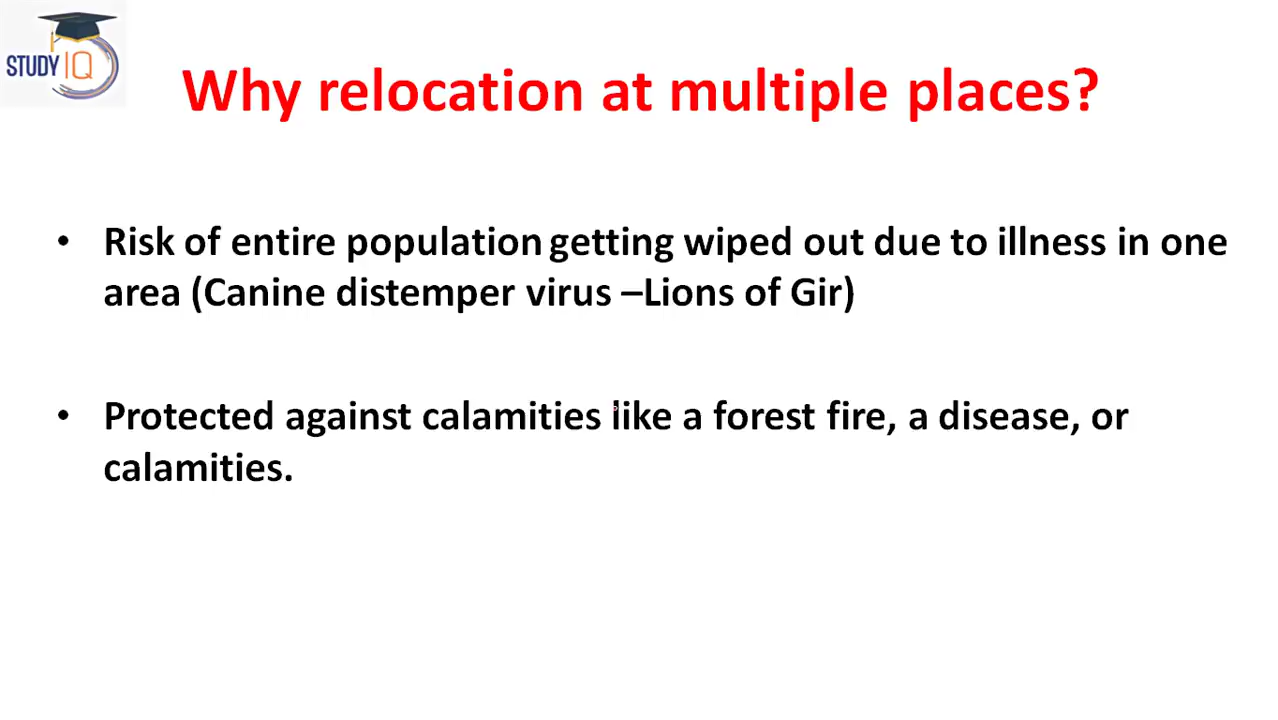 STUDY IQ
Why relocation at multiple places?
• Risk of entire population getting wiped out due to illness in one
area (Canine distemper virus –Lions of Gir)
• Protected against calamities like a forest fire, a disease, or
calamities.